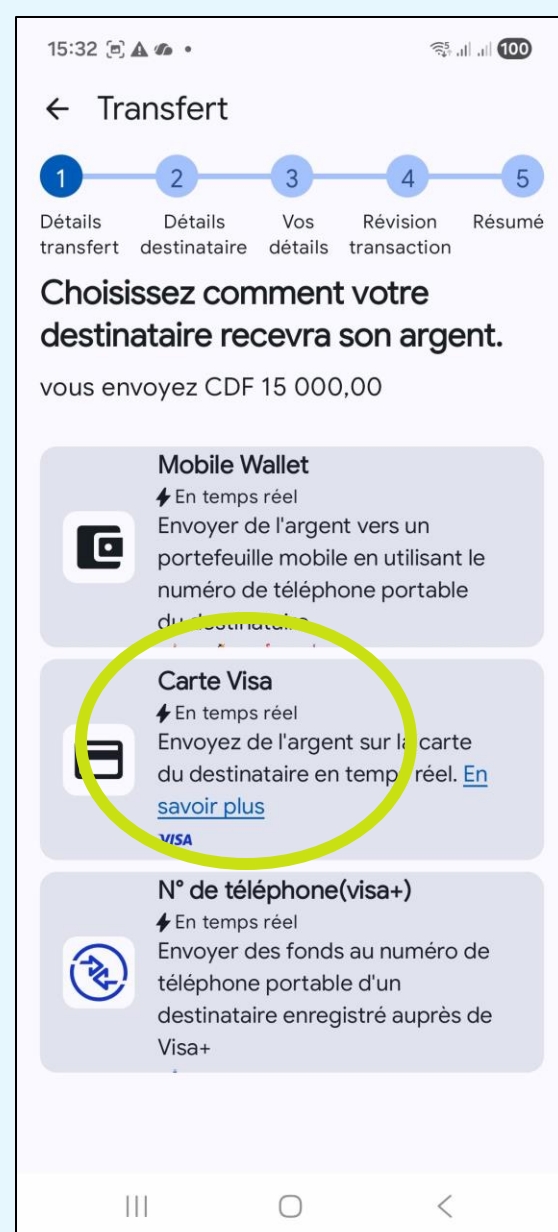 15:32
100
← Transfert
1 2 3 4 5
Détails transfert
Détails destinataire
Vos détails
Révision transaction
Résumé
Choisissez comment votre
destinataire recevra son argent.
vous envoyez CDF 15 000,00
Mobile Wallet
En temps réel
Envoyer de l'argent vers un
portefeuille mobile en utilisant le
numéro de téléphone portable
du destinataire
Carte Visa
En temps réel
Envoyez de l'argent sur la carte
du destinataire en temps réel. En
savoir plus
VISA
N° de téléphone(visa+)
En temps réel
Envoyer des fonds au numéro de
téléphone portable d'un
destinataire enregistré auprès de
Visa+